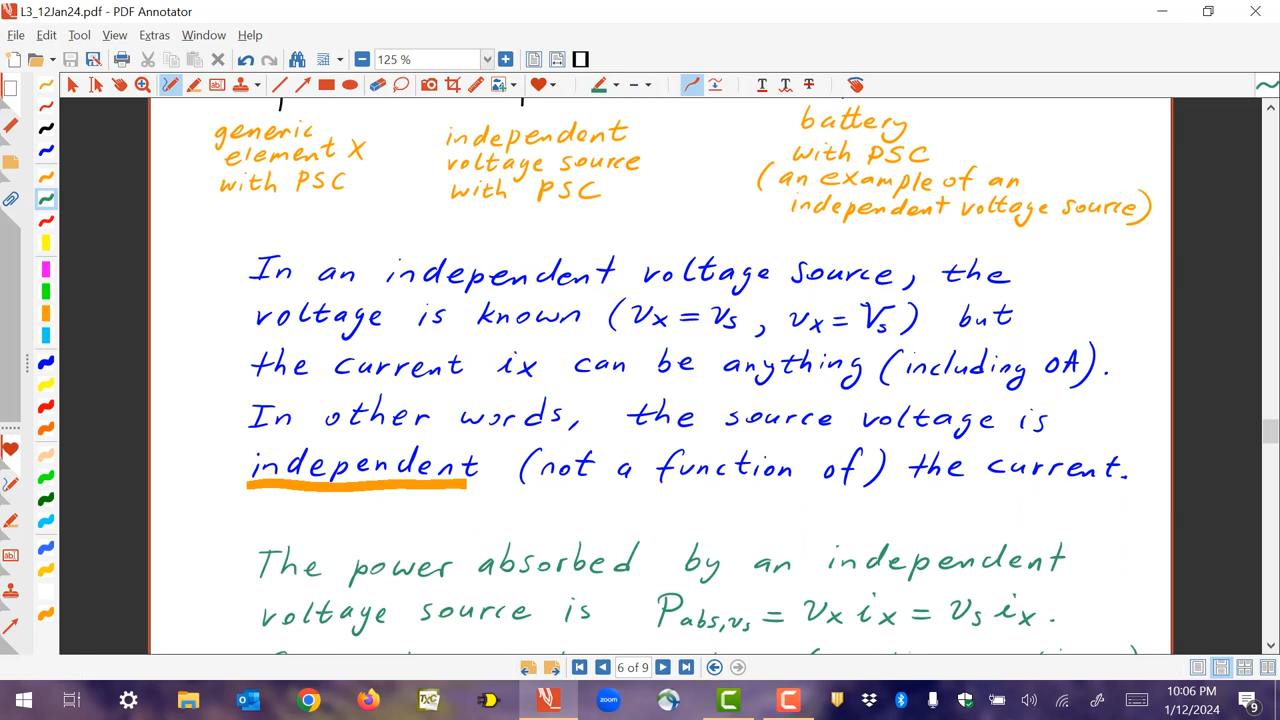 L3_12Jan24.pdf - PDF Annotator
File Edit Tool View Extras Window Help
125 %
generic
element X
with PSC
independent
voltage source
with PSC
battery
with PSC
(an example of an
independent voltage source)
In an independent voltage source, the
voltage is known (vx = vs, vx = Vs) but
the current ix can be anything (including 0A).
In other words, the source voltage is
independent (not a function of) the current.
The power absorbed by an independent
voltage source is Pabs,vs = vx ix = vs ix.
6 of 9
zoom
10:06 PM
1/12/2024
9